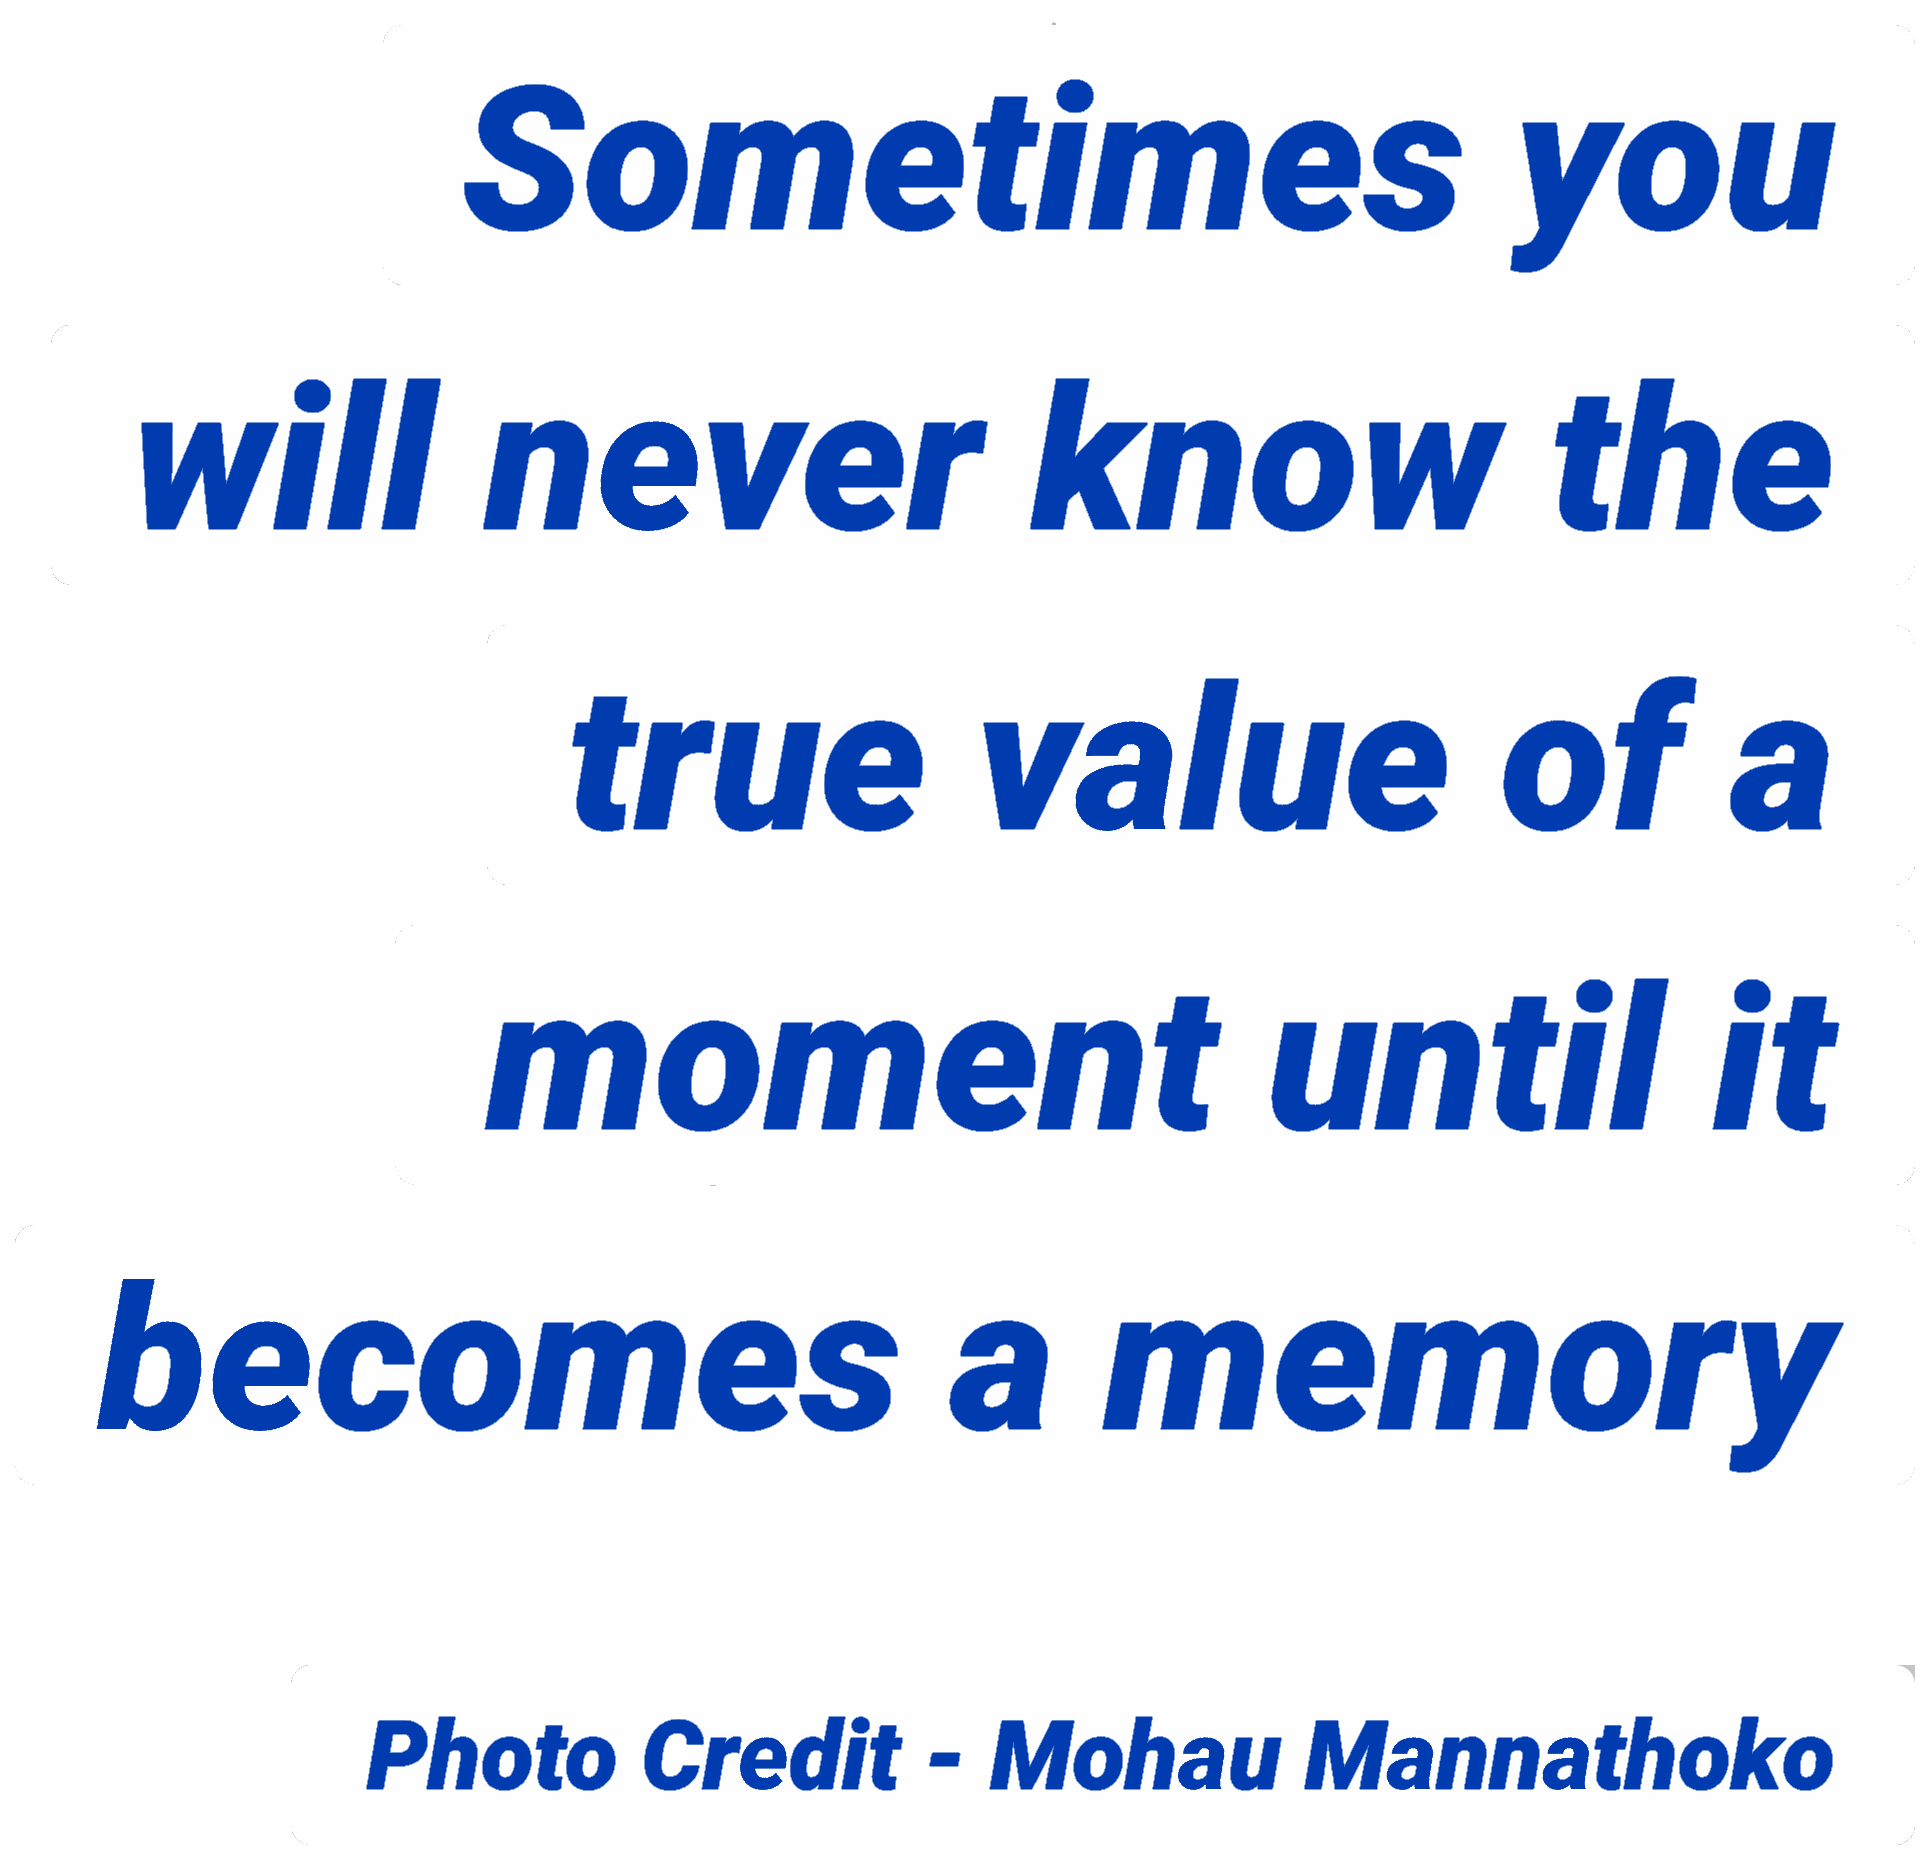 Sometimes you
will never know the
true value of a
moment until it
becomes a memory
Photo Credit - Mohau Mannathoko